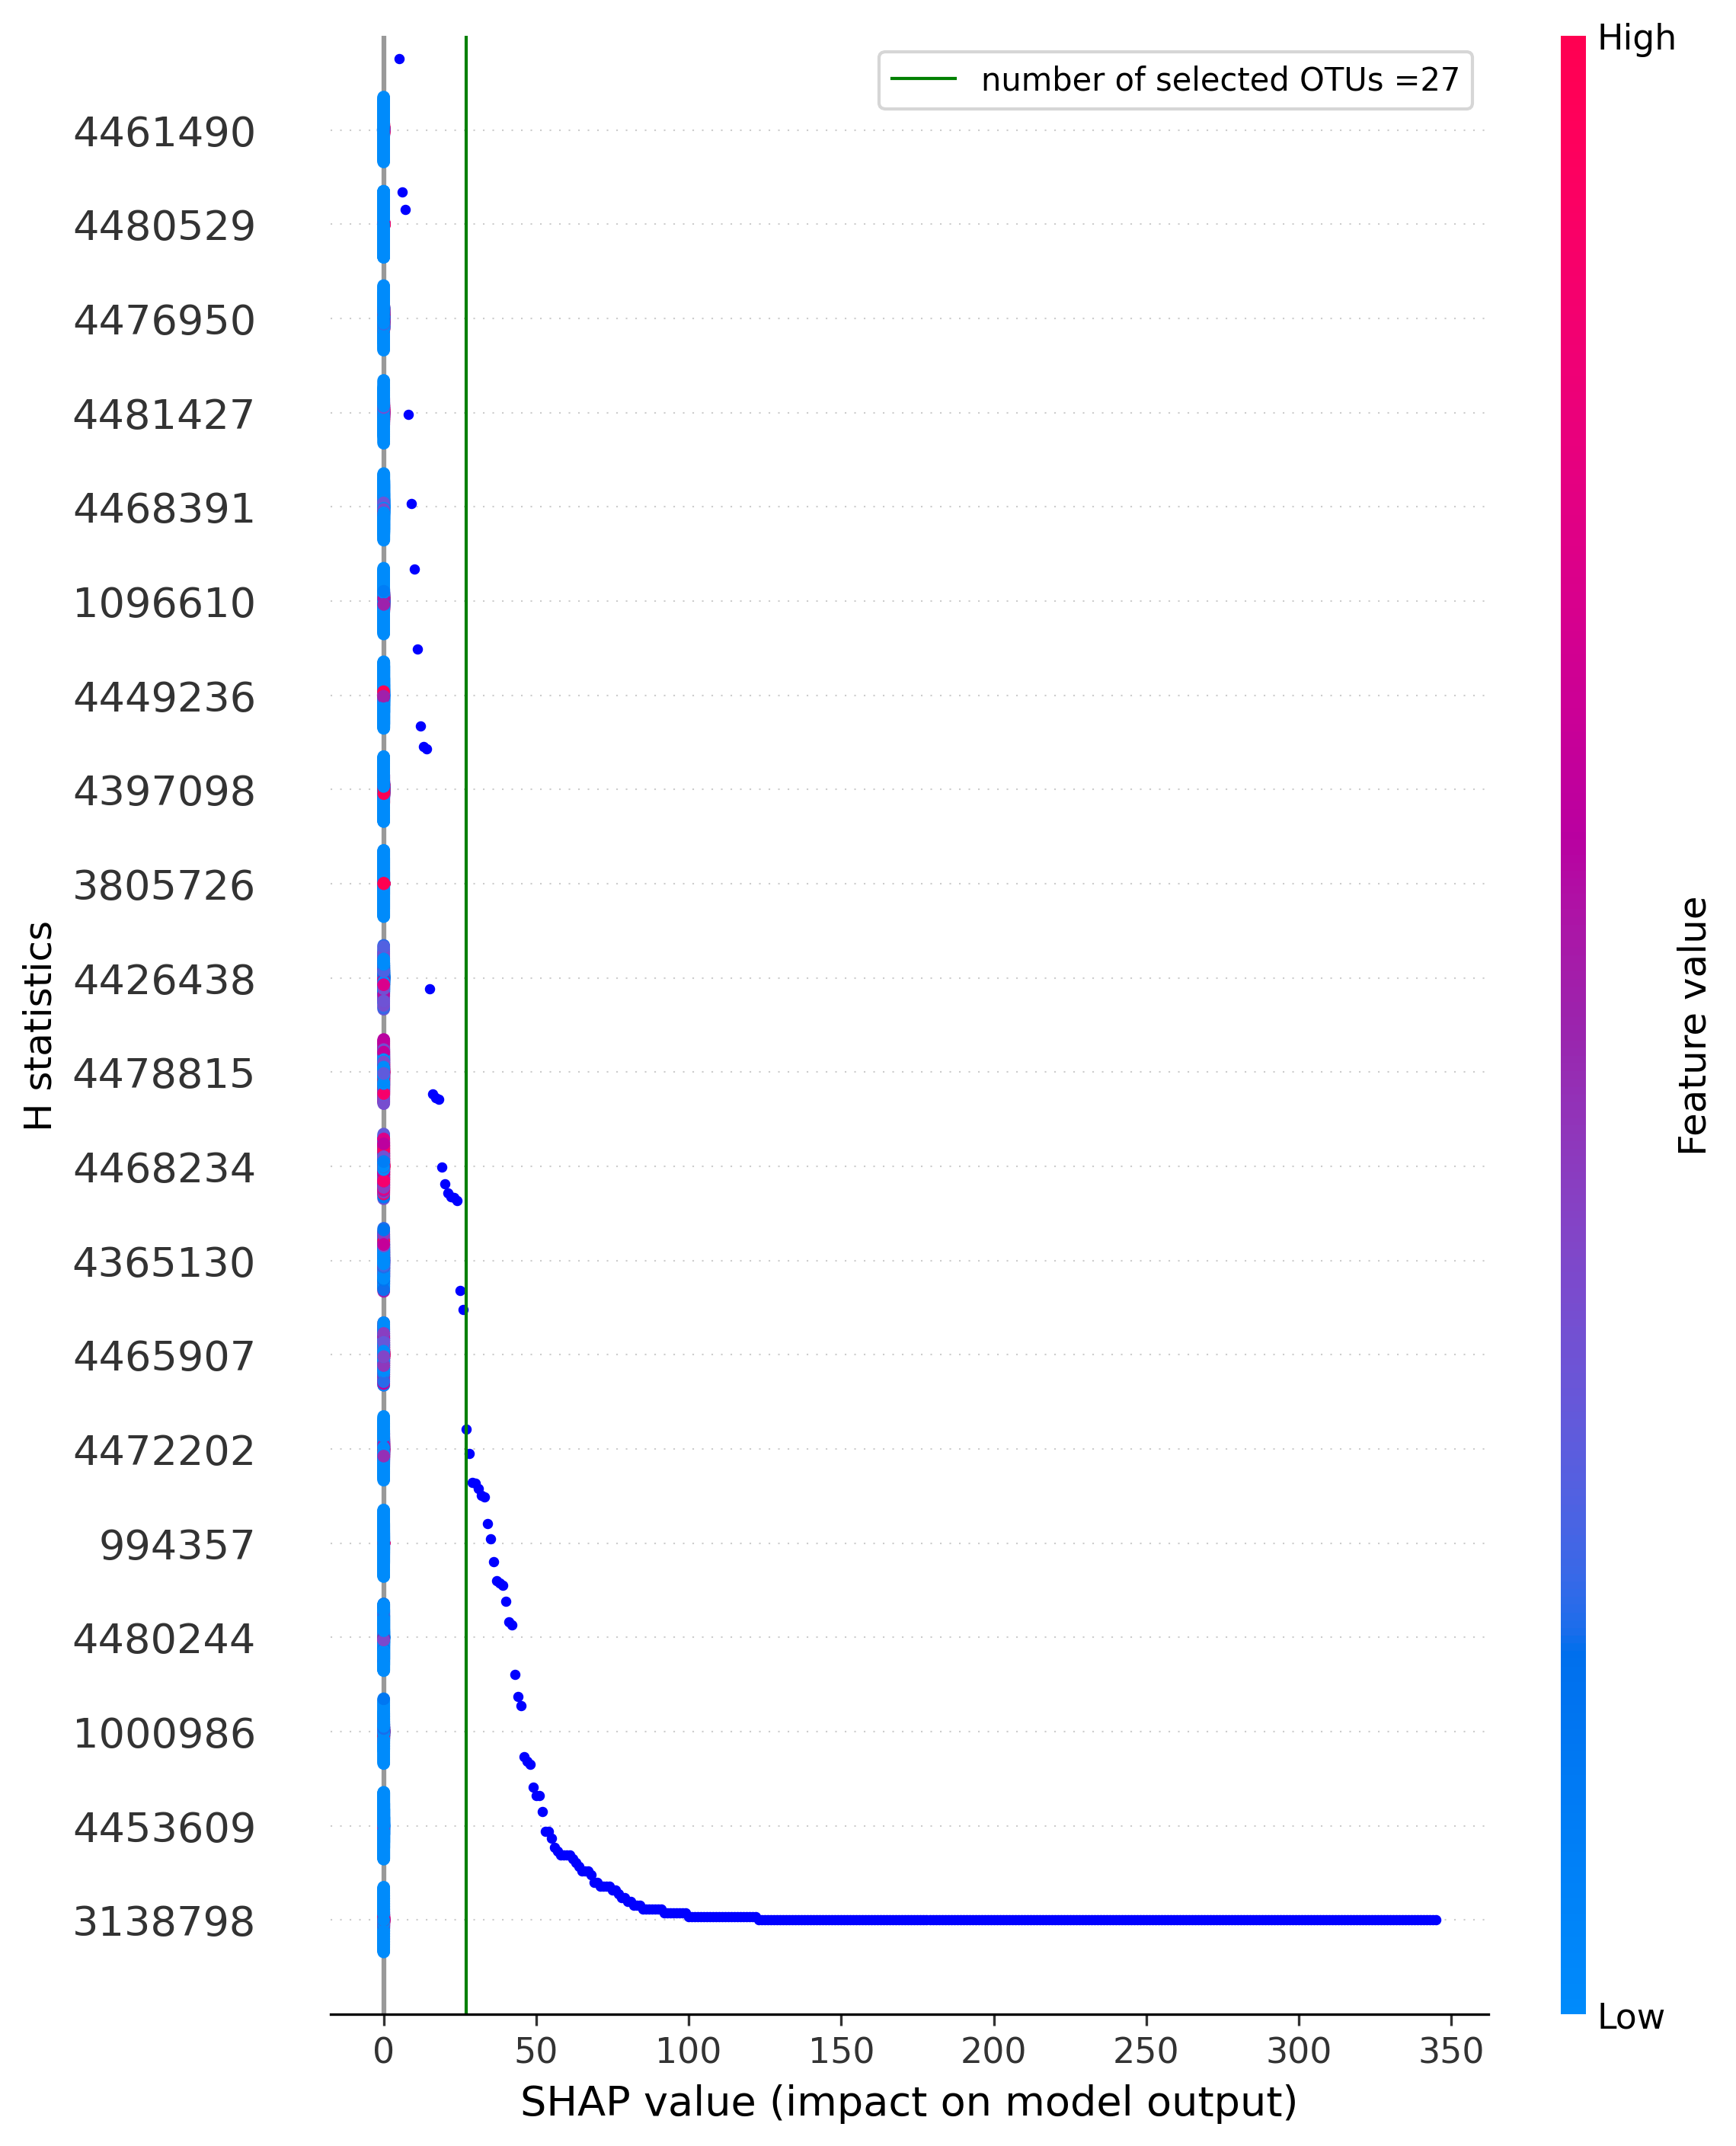 High
number of selected OTUs =27
4461490
4480529
4476950
4481427
4468391
1096610
4449236
4397098
3805726
4426438
4478815
4468234
4365130
4465907
4472202
994357
4480244
1000986
4453609
3138798
H statistics
Feature value
Low
0 50 100 150 200 250 300 350
SHAP value (impact on model output)